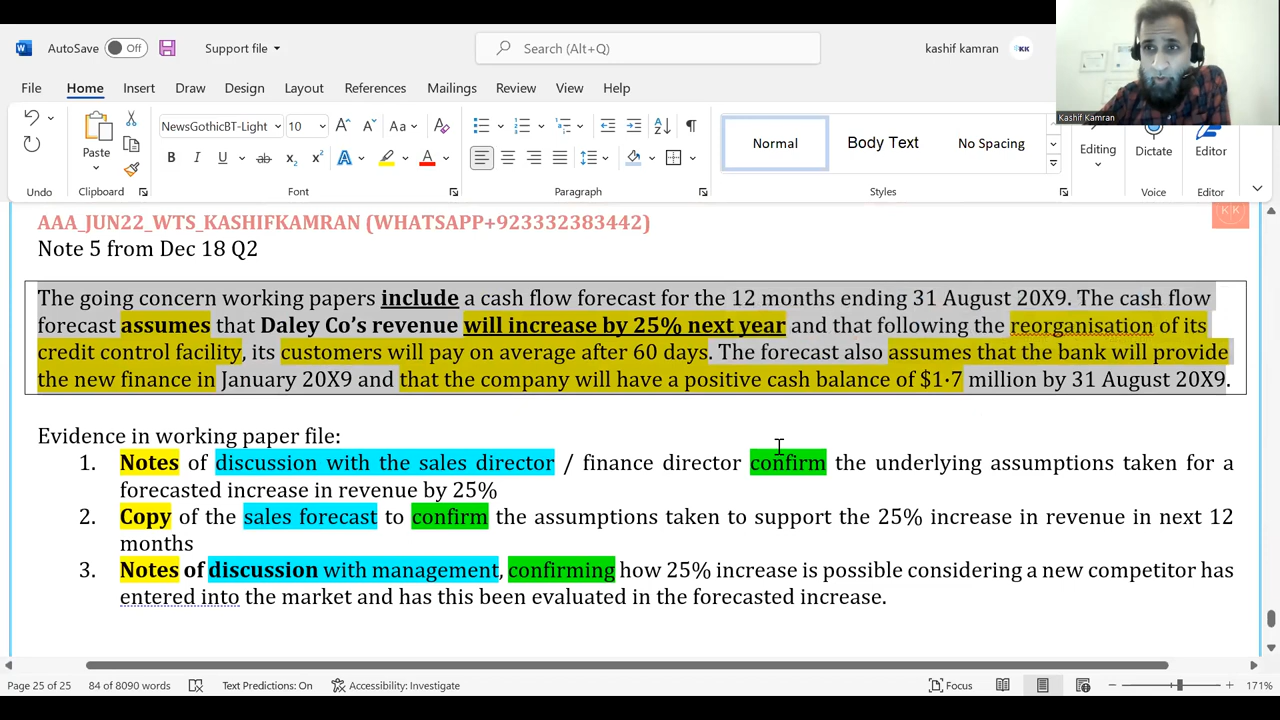 AutoSave Off Support file Search (Alt+Q) kashif kamran KK
Kashif Kamran
File Home Insert Draw Design Layout References Mailings Review View Help
NewsGothicBT-Light 10 Aa
Paste B I U ab x₂ x² A A Normal Body Text No Spacing Editing Dictate Editor
Undo Clipboard Font Paragraph Styles Voice Editor
AAA_JUN22_WTS_KASHIFKAMRAN (WHATSAPP+923332383442) KK
Note 5 from Dec 18 Q2
The going concern working papers include a cash flow forecast for the 12 months ending 31 August 20X9. The cash flow
forecast assumes that Daley Co’s revenue will increase by 25% next year and that following the reorganisation of its
credit control facility, its customers will pay on average after 60 days. The forecast also assumes that the bank will provide
the new finance in January 20X9 and that the company will have a positive cash balance of $1·7 million by 31 August 20X9.
Evidence in working paper file:
1. Notes of discussion with the sales director / finance director confirm the underlying assumptions taken for a
forecasted increase in revenue by 25%
2. Copy of the sales forecast to confirm the assumptions taken to support the 25% increase in revenue in next 12
months
3. Notes of discussion with management, confirming how 25% increase is possible considering a new competitor has
entered into the market and has this been evaluated in the forecasted increase.
Page 25 of 25 84 of 8090 words Text Predictions: On Accessibility: Investigate Focus 171%